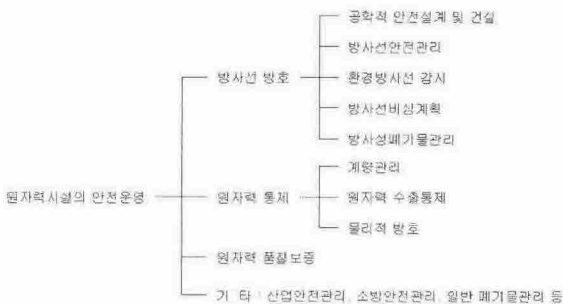 공학적 안전설계 및 건설
방사선안전관리
방사선 방호
환경방사선 감시
방사선비상계획
방사성폐기물관리
계량관리
원자력시설의 안전운영
원자력 통제
원자력 수출통제
물리적 방호
원자력 품질보증
기 타 : 산업안전관리, 소방안전관리, 일반 폐기물관리 등